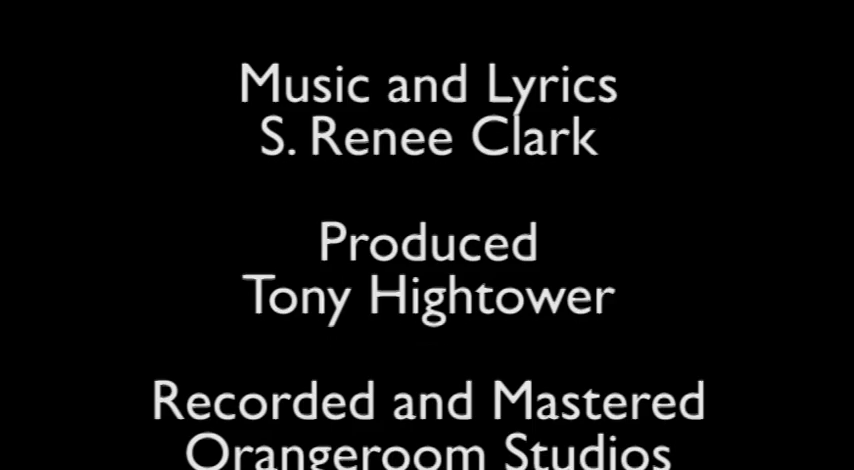 Music and Lyrics
S. Renee Clark
Produced
Tony Hightower
Recorded and Mastered
Orangeroom Studios